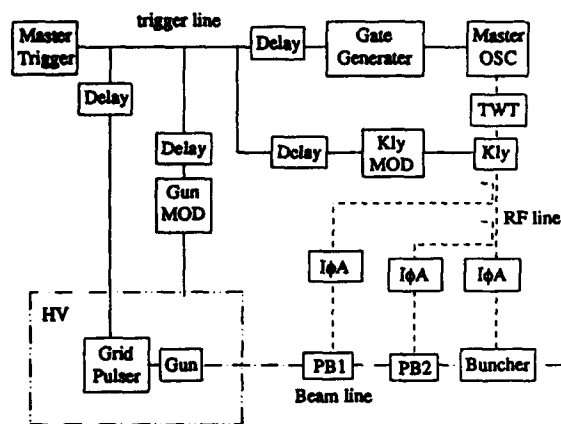 trigger line
Master
Trigger
Delay
Gate
Generater
Master
OSC
Delay
TWT
Delay
Delay
Kly
MOD
Kly
Gun
MOD
RF line
IφA
IφA
IφA
HV
Grid
Pulser
Gun
PB1
PB2
Buncher
Beam line